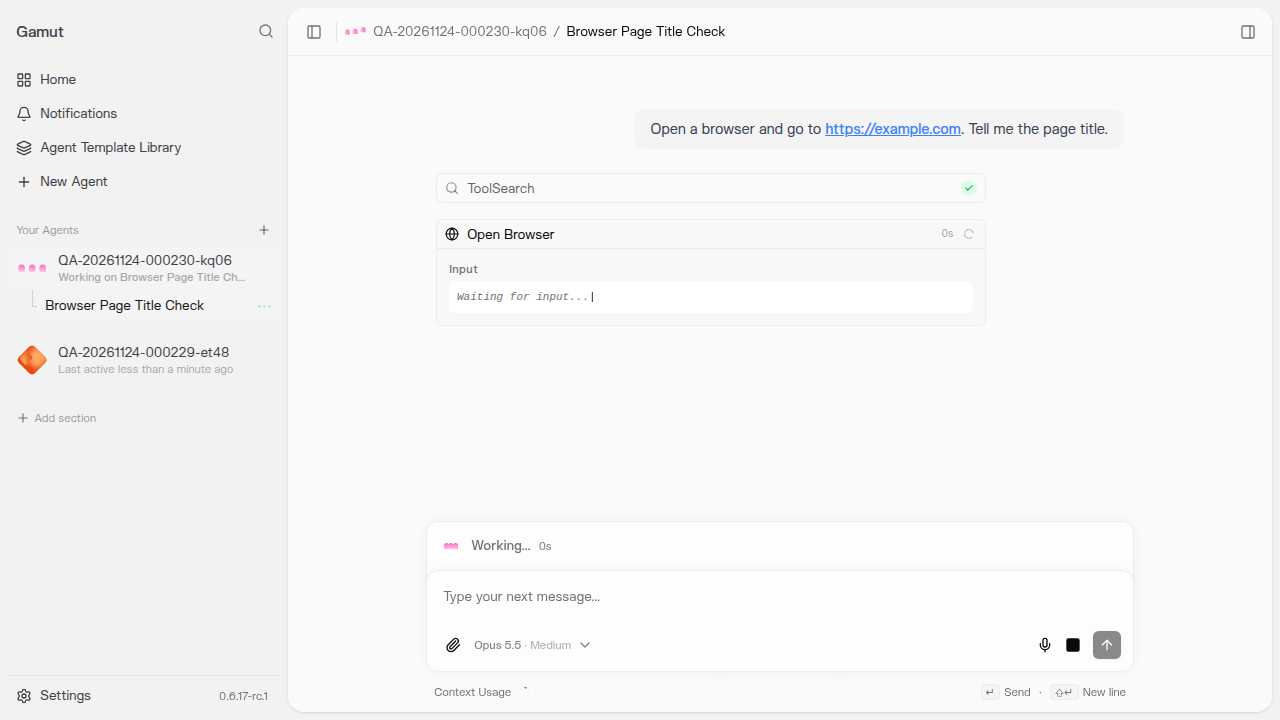 Gamut
Home
Notifications
Agent Template Library
New Agent
Your Agents
QA-20261124-000230-kq06
Working on Browser Page Title Ch...
Browser Page Title Check
QA-20261124-000229-et48
Last active less than a minute ago
Add section
Settings
0.6.17-rc.1
QA-20261124-000230-kq06 / Browser Page Title Check
Open a browser and go to https://example.com. Tell me the page title.
ToolSearch
Open Browser
0s
Input
Waiting for input...
Working... 0s
Type your next message...
Opus 5.5 · Medium
Context Usage
Send · New line